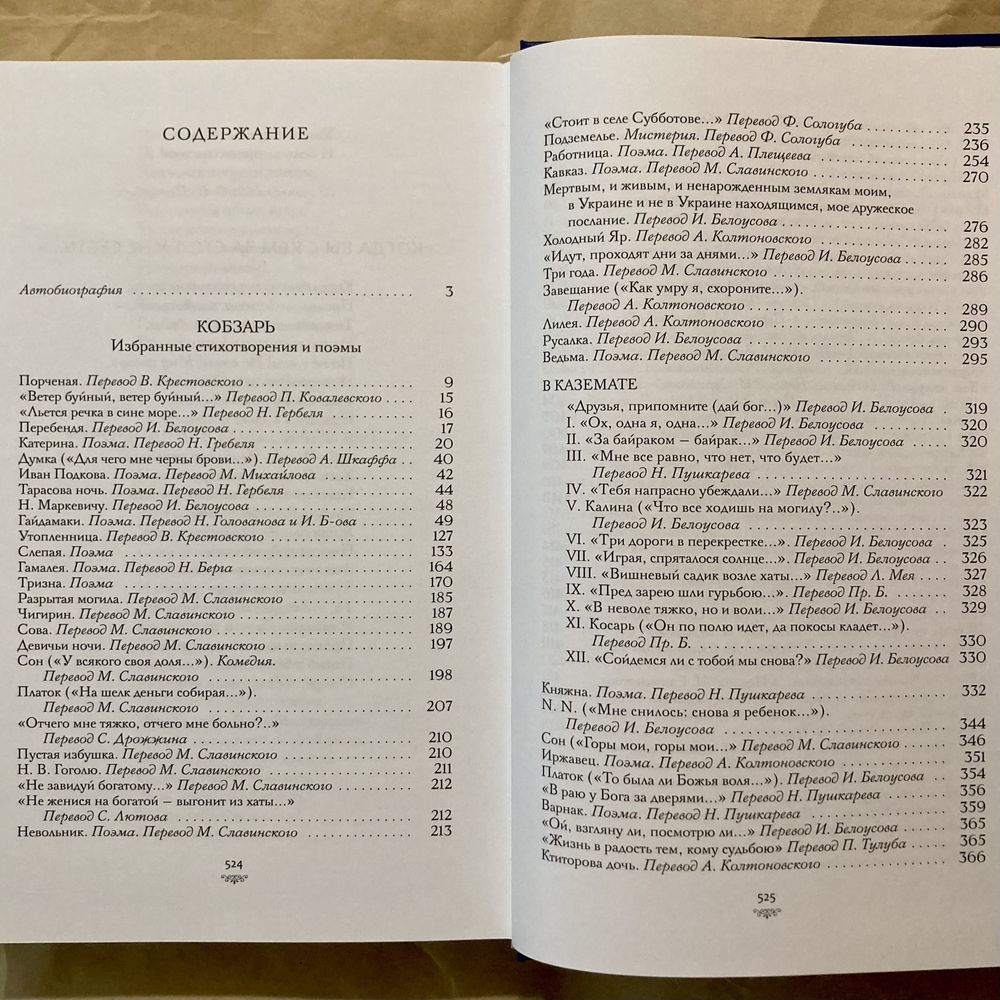 СОДЕРЖАНИЕ
Автобиография . . . . . . . . . . 3
КОБЗАРЬ
Избранные стихотворения и поэмы
Порченая. Перевод В. Крестовского . . . . . . . . . . 9
«Ветер буйный, ветер буйный...» Перевод П. Ковалевского . . . . 15
«Льется речка в сине море...» Перевод Н. Гербеля . . . . . . . . . . 16
Перебендя. Перевод И. Белоусова . . . . . . . . . . 17
Катерина. Поэма. Перевод Н. Гребеля . . . . . . . . . . 20
Думка («Для чего мне черны брови...»). Перевод А. Шкаффа . . 40
Иван Подкова. Поэма. Перевод М. Михайлова . . . . . . . . . . 42
Тарасова ночь. Поэма. Перевод Н. Гербеля . . . . . . . . . . 44
Н. Маркевичу. Перевод И. Белоусова . . . . . . . . . . 48
Гайдамаки. Поэма. Перевод Н. Голованова и И. Б-ова . . . . . . 49
Утопленница. Перевод В. Крестовского . . . . . . . . . . 127
Слепая. Поэма . . . . . . . . . . 133
Гамалея. Поэма. Перевод Н. Берга . . . . . . . . . . 164
Тризна. Поэма . . . . . . . . . . 170
Разрытая могила. Перевод М. Славинского . . . . . . . . . . 185
Чигирин. Перевод М. Славинского . . . . . . . . . . 187
Сова. Перевод М. Славинского . . . . . . . . . . 189
Девичьи ночи. Перевод М. Славинского . . . . . . . . . . 197
Сон («У всякого своя доля...»). Комедия.
Перевод М. Славинского . . . . . . . . . . 198
Платок («На шелк деньги собирая...»).
Перевод М. Славинского . . . . . . . . . . 207
«Отчего мне тяжко, отчего мне больно?..»
Перевод С. Дрожжина . . . . . . . . . . 210
Пустая избушка. Перевод М. Славинского . . . . . . . . . . 210
Н. В. Гоголю. Перевод М. Славинского . . . . . . . . . . 211
«Не завидуй богатому...» Перевод М. Славинского . . . . . . . . . . 212
«Не женися на богатой — выгонит из хаты...»
Перевод С. Лютова . . . . . . . . . . 212
Невольник. Поэма. Перевод М. Славинского . . . . . . . . . . 213
524
«Стоит в селе Субботове...» Перевод Ф. Сологуба . . . . . . . . . . 235
Подземелье. Мистерия. Перевод Ф. Сологуба . . . . . . . . . . 236
Работница. Поэма. Перевод А. Плещеева . . . . . . . . . . 254
Кавказ. Поэма. Перевод М. Славинского . . . . . . . . . . 270
Мертвым, и живым, и ненарожденным землякам моим,
в Украине и не в Украине находящимся, мое дружеское
послание. Перевод И. Белоусова . . . . . . . . . . 276
Холодный Яр. Перевод А. Колтоновского . . . . . . . . . . 282
«Идут, проходят дни за днями...» Перевод И. Белоусова . . . . . . 285
Три года. Перевод М. Славинского . . . . . . . . . . 286
Завещание («Как умру я, схороните...»).
Перевод А. Колтоновского . . . . . . . . . . 289
Лилея. Перевод А. Колтоновского . . . . . . . . . . 290
Русалка. Перевод И. Белоусова . . . . . . . . . . 293
Ведьма. Поэма. Перевод М. Славинского . . . . . . . . . . 295
В КАЗЕМАТЕ
«Друзья, припомните (дай бог...)» Перевод И. Белоусова . 319
I. «Ох, одна я, одна...» Перевод И. Белоусова . . . . . . . . . . 320
II. «За байраком — байрак...» Перевод И. Белоусова . . . . 320
III. «Мне все равно, что нет, что будет...»
Перевод Н. Пушкарева . . . . . . . . . . 321
IV. «Тебя напрасно убеждали...» Перевод М. Славинского 322
V. Калина («Что все ходишь на могилу?..»).
Перевод И. Белоусова . . . . . . . . . . 323
VI. «Три дороги в перекрестке...». Перевод И. Белоусова . 325
VII. «Играя, спряталося солнце...» Перевод И. Белоусова . 326
VIII. «Вишневый садик возле хаты...» Перевод Л. Мея . . . 327
IX. «Пред зарею шли гурьбою...». Перевод Пр. Б. . . . . . 328
X. «В неволе тяжко, но и воли...» Перевод И. Белоусова . . 329
XI. Косарь («Он по полю идет, да покосы кладет...»).
Перевод Пр. Б. . . . . . . . . . . 330
XII. «Сойдемся ли с тобой мы снова?» Перевод И. Белоусова 330
Княжна. Поэма. Перевод Н. Пушкарева . . . . . . . . . . 332
N. N. («Мне снилось: снова я ребенок...»).
Перевод И. Белоусова . . . . . . . . . . 344
Сон («Горы мои, горы мои...» Перевод М. Славинского . . . . . . 346
Иржавец. Поэма. Перевод А. Колтоновского . . . . . . . . . . 351
Платок («То была ли Божья воля...»). Перевод И. Белоусова . . 354
«В раю у Бога за дверями...» Перевод Н. Пушкарева . . . . . . . . 356
Варнак. Поэма. Перевод Н. Пушкарева . . . . . . . . . . 359
«Ой, взгляну ли, посмотрю ли...» Перевод И. Белоусова . . . . . . 365
«Жизнь в радость тем, кому судьбою» Перевод П. Тулуба . . . . 365
Ктиторова дочь. Перевод А. Колтоновского . . . . . . . . . . 366
525